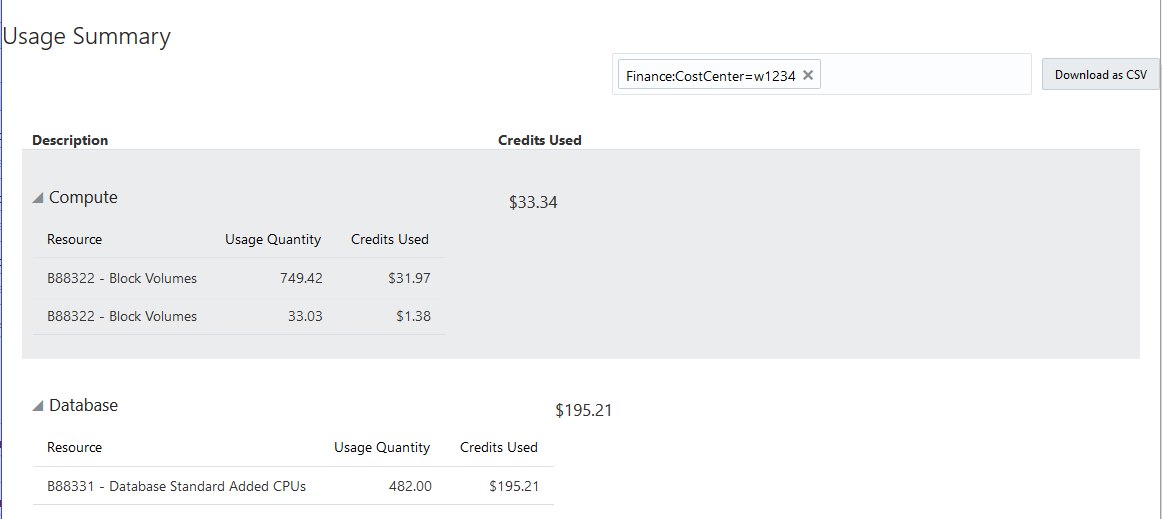 Usage Summary
Finance:CostCenter=w1234 ✕
Download as CSV
Description Credits Used
Compute $33.34
Resource Usage Quantity Credits Used
B88322 - Block Volumes 749.42 $31.97
B88322 - Block Volumes 33.03 $1.38
Database $195.21
Resource Usage Quantity Credits Used
B88331 - Database Standard Added CPUs 482.00 $195.21